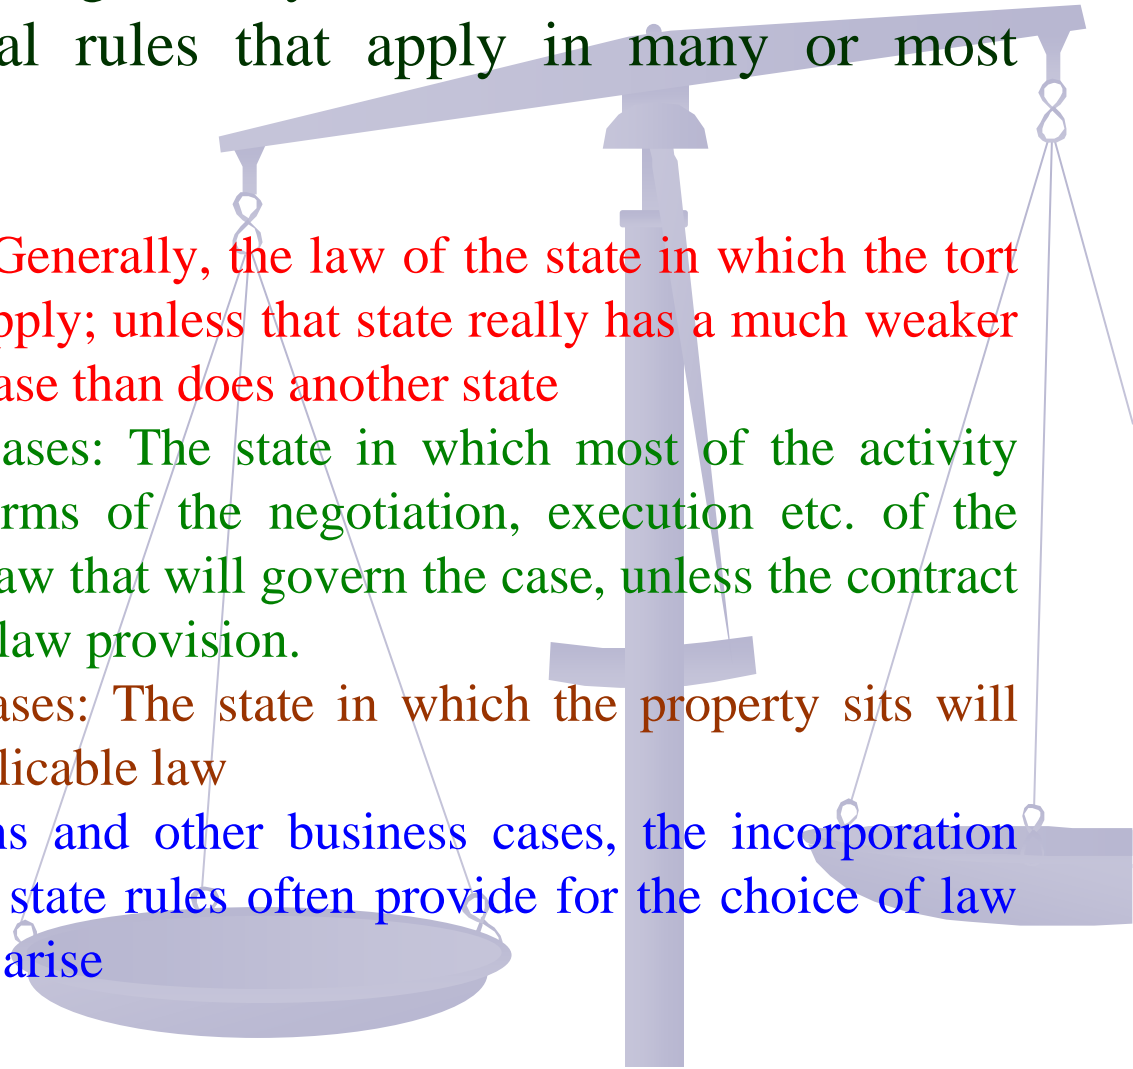 al rules that apply in many or most
Generally, the law of the state in which the tort
pply; unless that state really has a much weaker
ase than does another state
ases: The state in which most of the activity
rms of the negotiation, execution etc. of the
aw that will govern the case, unless the contract
law provision.
ases: The state in which the property sits will
licable law
ns and other business cases, the incorporation
state rules often provide for the choice of law
arise